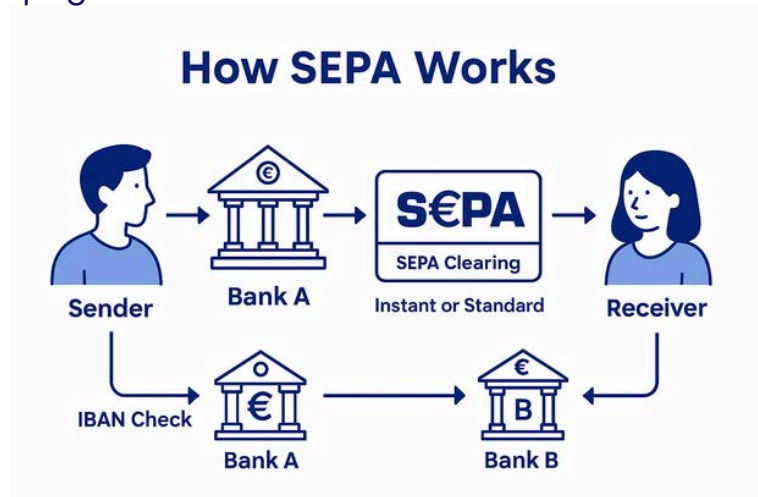 How SEPA Works
€
S€PA
SEPA Clearing
Sender
Bank A
Instant or Standard
Receiver
IBAN Check
€
Bank A
€
B
Bank B